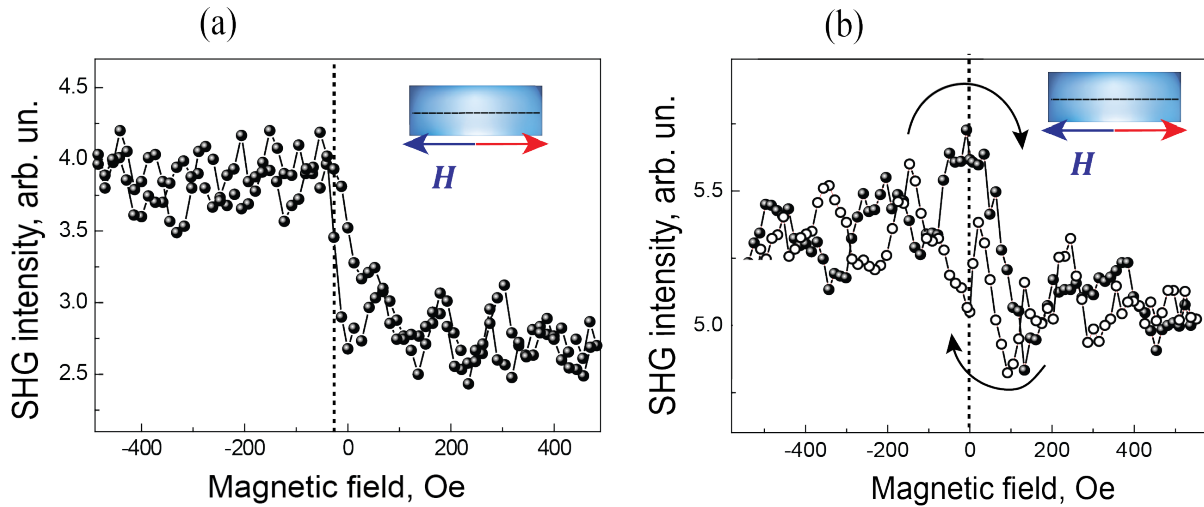 (a)
(b)
SHG intensity, arb. un.
4.5
4.0
3.5
3.0
2.5
-400
-200
0
200
400
Magnetic field, Oe
H
SHG intensity, arb. un.
5.5
5.0
-400
-200
0
200
400
Magnetic field, Oe
H